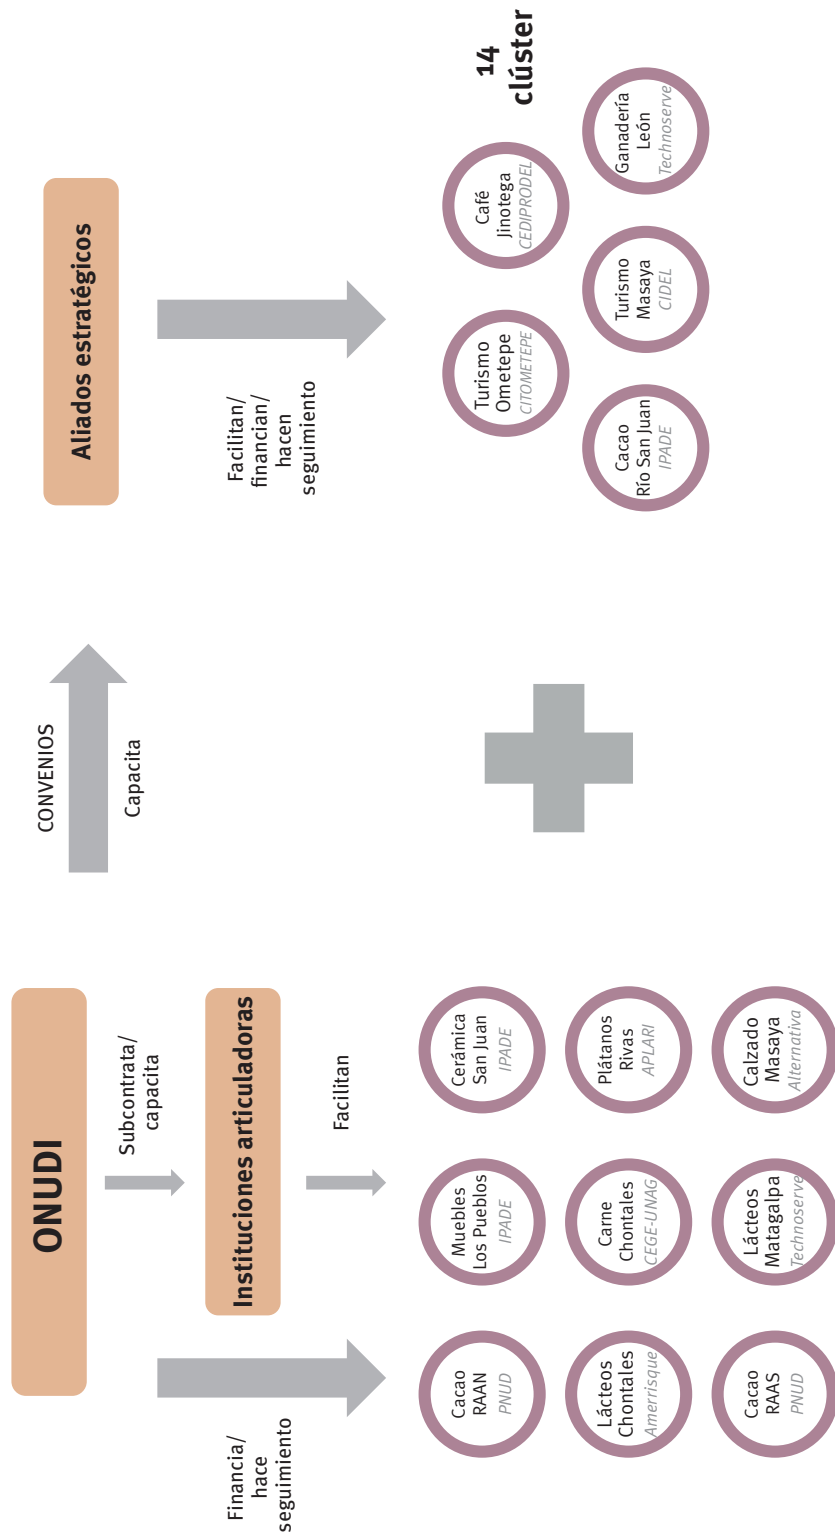 ONUDI
CONVENIOS
Capacita
Aliados estratégicos
Subcontrata/
capacita
Instituciones articuladoras
Financia/
hace
seguimiento
Facilitan
Facilitan/
financian/
hacen
seguimiento
14
clúster
Cacao
RAAN
PNUD
Muebles
Los Pueblos
IPADE
Cerámica
San Juan
IPADE
Lácteos
Chontales
Amerrisque
Carne
Chontales
CEGE-UNAG
Plátanos
Rivas
APLARI
Cacao
RAAS
PNUD
Lácteos
Matagalpa
Technoserve
Calzado
Masaya
Alternativa
Turismo
Ometepe
CITOMETEPE
Café
Jinotega
CEDIPRODEL
Cacao
Río San Juan
IPADE
Turismo
Masaya
CIDEL
Ganadería
León
Technoserve